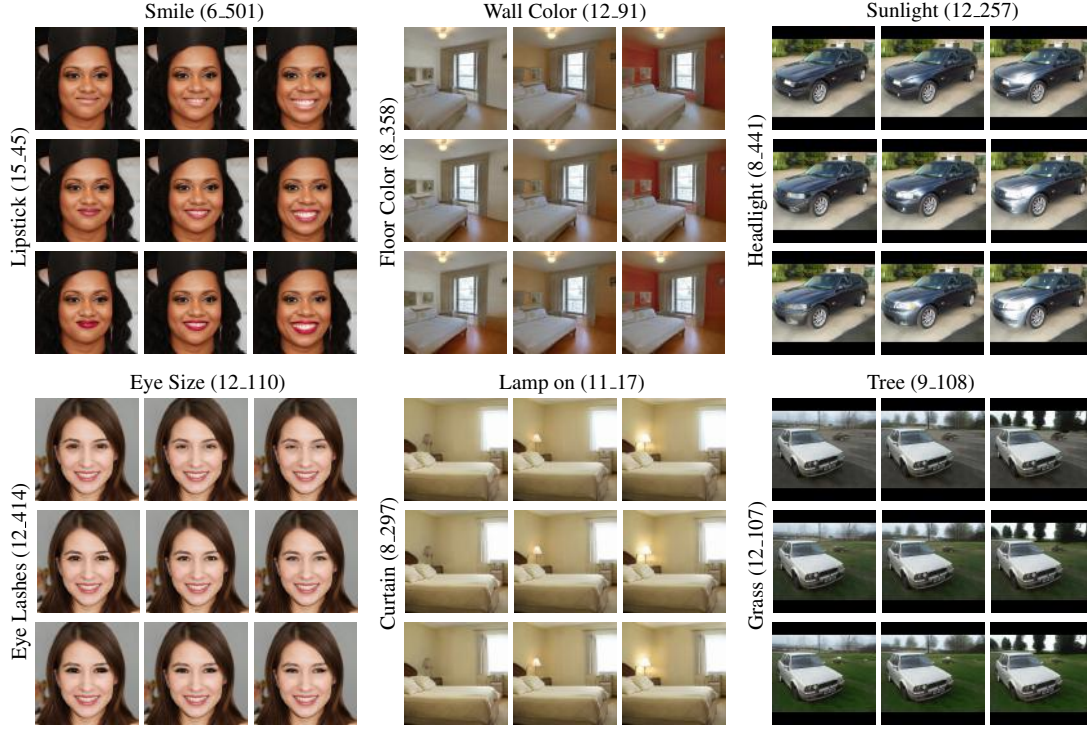 Smile (6_501)
Wall Color (12_91)
Sunlight (12_257)
Lipstick (15_45)
Floor Color (8_358)
Headlight (8_441)
Eye Size (12_110)
Lamp on (11_17)
Tree (9_108)
Eye Lashes (12_414)
Curtain (8_297)
Grass (12_107)